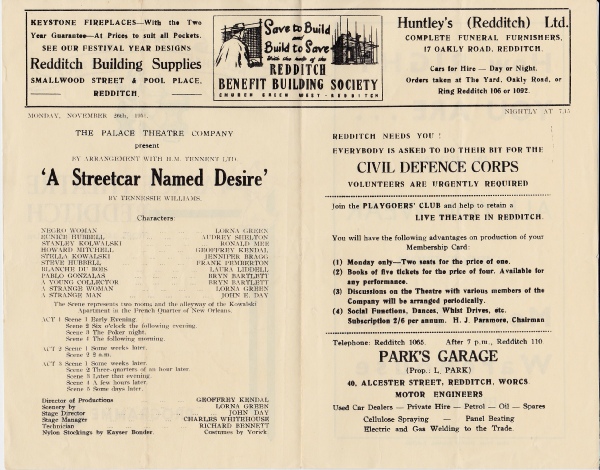 KEYSTONE FIREPLACES—With the Two
Year Guarantee—At Prices to suit all Pockets.
SEE OUR FESTIVAL YEAR DESIGNS
Redditch Building Supplies
SMALLWOOD STREET & POOL PLACE,
REDDITCH.
Save to Build
and
Build to Save
With the help of the
REDDITCH
BENEFIT BUILDING SOCIETY
CHURCH GREEN WEST - REDDITCH
Huntley's (Redditch) Ltd.
COMPLETE FUNERAL FURNISHERS,
17 OAKLY ROAD, REDDITCH.
Cars for Hire — Day or Night.
Orders taken at The Yard, Oakly Road, or
Ring Redditch 106 or 1092.
MONDAY, NOVEMBER 26th, 1951.
NIGHTLY AT 7.15
THE PALACE THEATRE COMPANY
present
BY ARRANGEMENT WITH H.M. TENNENT LTD.
'A Streetcar Named Desire'
BY TENNESSIE WILLIAMS.
Characters:
NEGRO WOMAN LORNA GREEN
EUNICE HUBBELL AUDREY SHELTON
STANLEY KOLWALSKI RONALD MEE
HOWARD MITCHELL GEOFFREY KENDAL
STELLA KOWALSKI JENNIFER BRAGG
STEVE HUBBELL FRANK PEMBERTON
BLANCHE DU BOIS LAURA LIDDELL
PABLO GONZALAS BRYN BARTLETT
A YOUNG COLLECTOR BRYN BARTLETT
A STRANGE WOMAN LORNA GREEN
A STRANGE MAN JOHN E. DAY
The Scene represents two rooms and the alleyway of the Kowalski
Apartment in the French Quarter of New Orleans.
ACT 1 Scene 1 Early Evening.
Scene 2 Six o'clock the following evening.
Scene 3 The Poker night.
Scene 4 The following morning.
ACT 2 Scene 1 Some weeks later.
Scene 2 2 a.m.
ACT 3 Scene 1 Some weeks later.
Scene 2 Three-quarters of an hour later.
Scene 3 Later that evening.
Scene 4 A few hours later.
Scene 5 Some days later.
Director of Productions GEOFFREY KENDAL
Scenery by LORNA GREEN
Stage Director JOHN DAY
Stage Manager CHARLES WHITEHOUSE
Technician RICHARD BENNETT
Nylon Stockings by Kayser Bonder. Costumes by Vorick.
REDDITCH NEEDS YOU !
EVERYBODY IS ASKED TO DO THEIR BIT FOR THE
CIVIL DEFENCE CORPS
VOLUNTEERS ARE URGENTLY REQUIRED
Join the PLAYGOERS' CLUB and help to retain a
LIVE THEATRE IN REDDITCH.
You will have the following advantages on production of your
Membership Card:
(1) Monday only—Two seats for the price of one.
(2) Books of five tickets for the price of four. Available for
any performance.
(3) Discussions on the Theatre with various members of the
Company will be arranged periodically.
(4) Social Functions, Dances, Whist Drives, etc.
Subscription 2/6 per annum. H. J. Paramore, Chairman
Telephone: Redditch 1065. After 7 p.m., Redditch 110
PARK'S GARAGE
(Prop.: L. PARK)
40, ALCESTER STREET, REDDITCH, WORCS.
MOTOR ENGINEERS
Used Car Dealers — Private Hire — Petrol — Oil — Spares
Cellulose Spraying — Panel Beating
Electric and Gas Welding to the Trade.